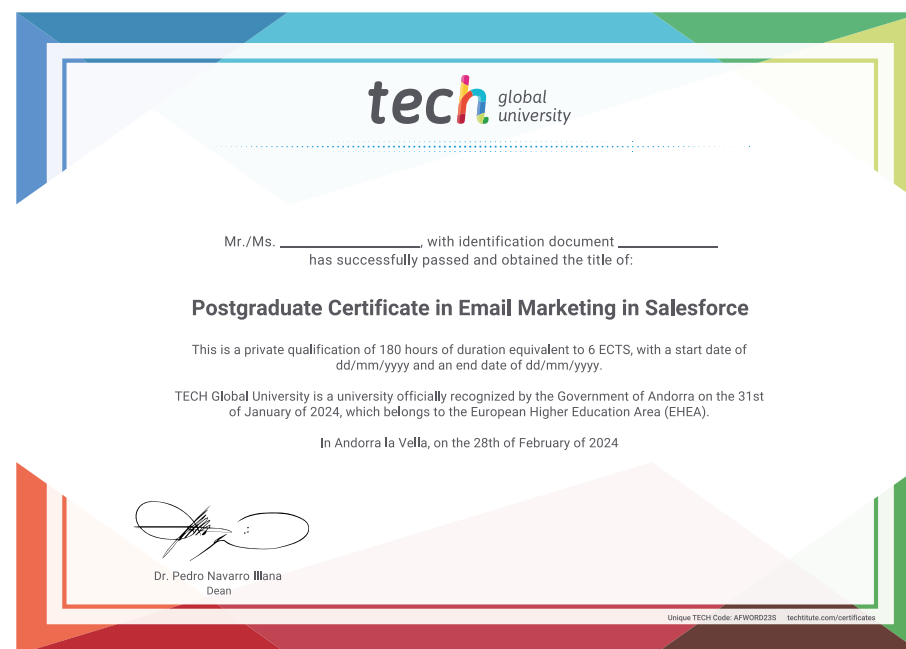 tech global
university
Mr./Ms. ____________________, with identification document ______________
has successfully passed and obtained the title of:
Postgraduate Certificate in Email Marketing in Salesforce
This is a private qualification of 180 hours of duration equivalent to 6 ECTS, with a start date of
dd/mm/yyyy and an end date of dd/mm/yyyy.
TECH Global University is a university officially recognized by the Government of Andorra on the 31st
of January of 2024, which belongs to the European Higher Education Area (EHEA).
In Andorra la Vella, on the 28th of February of 2024
Dr. Pedro Navarro Illana
Dean
Unique TECH Code: AFWORD23S techtitute.com/certificates